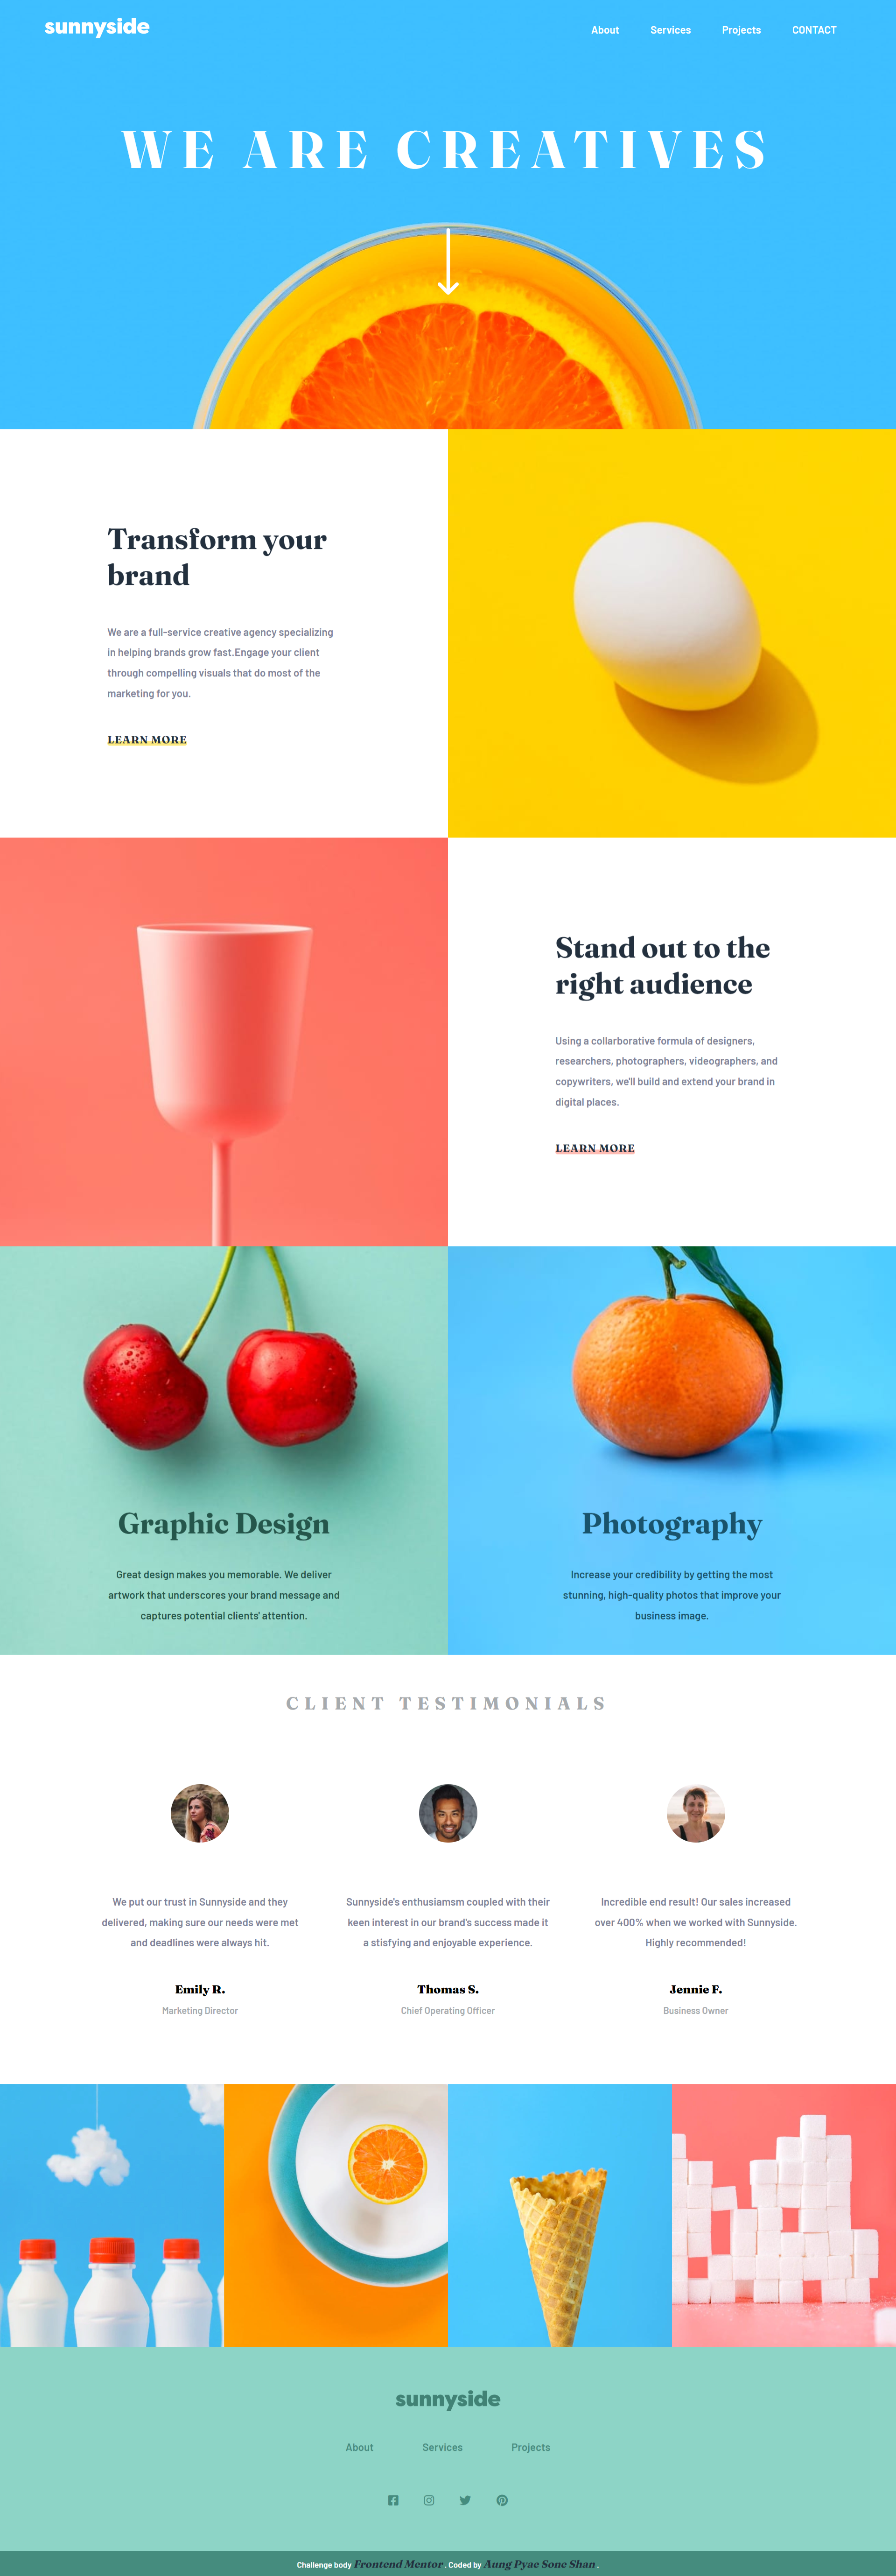 sunnyside
About Services Projects CONTACT
WE ARE CREATIVES
Transform your
brand
We are a full-service creative agency specializing
in helping brands grow fast.Engage your client
through compelling visuals that do most of the
marketing for you.
LEARN MORE
Stand out to the
right audience
Using a collarborative formula of designers,
researchers, photographers, videographers, and
copywriters, we'll build and extend your brand in
digital places.
LEARN MORE
Graphic Design
Great design makes you memorable. We deliver
artwork that underscores your brand message and
captures potential clients' attention.
Photography
Increase your credibility by getting the most
stunning, high-quality photos that improve your
business image.
CLIENT TESTIMONIALS
We put our trust in Sunnyside and they
delivered, making sure our needs were met
and deadlines were always hit.
Emily R.
Marketing Director
Sunnyside's enthusiamsm coupled with their
keen interest in our brand's success made it
a stisfying and enjoyable experience.
Thomas S.
Chief Operating Officer
Incredible end result! Our sales increased
over 400% when we worked with Sunnyside.
Highly recommended!
Jennie F.
Business Owner
sunnyside
About Services Projects
Challenge body Frontend Mentor . Coded by Aung Pyae Sone Shan .